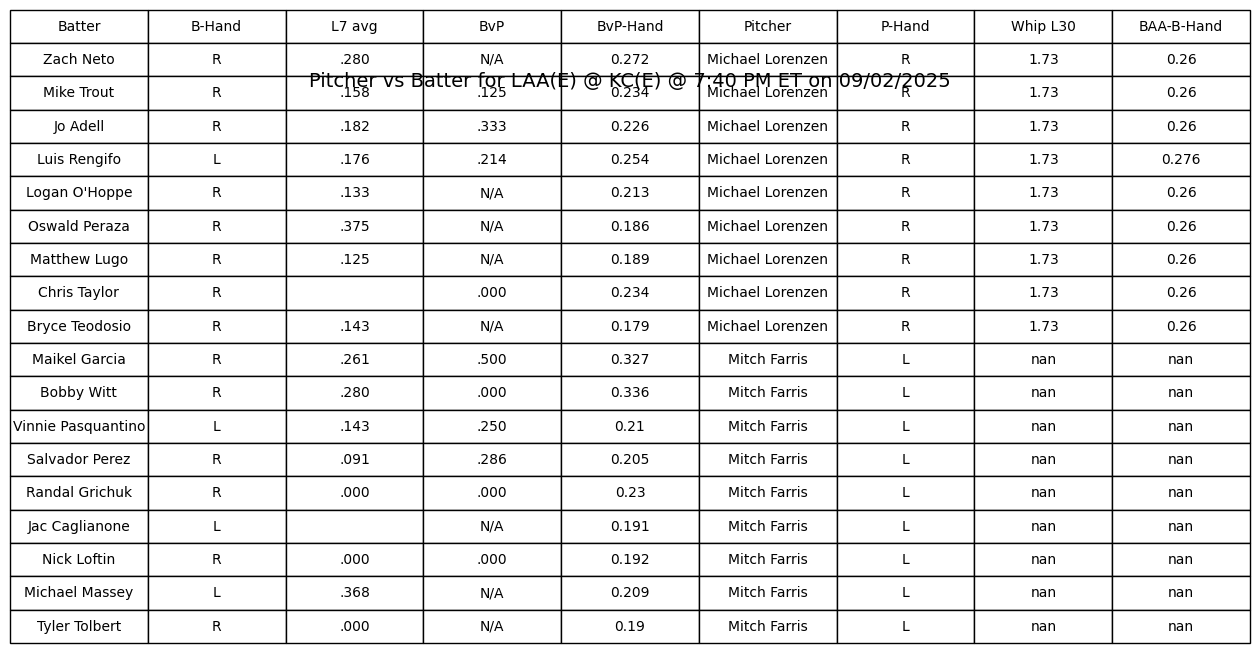 Batter B-Hand L7 avg BvP BvP-Hand Pitcher P-Hand Whip L30 BAA-B-Hand
Zach Neto R .280 N/A 0.272 Michael Lorenzen R 1.73 0.26
Pitcher vs Batter for LAA(E) @ KC(E) @ 7:40 PM ET on 09/02/2025
Mike Trout R .158 .125 0.234 Michael Lorenzen R 1.73 0.26
Jo Adell R .182 .333 0.226 Michael Lorenzen R 1.73 0.26
Luis Rengifo L .176 .214 0.254 Michael Lorenzen R 1.73 0.276
Logan O'Hoppe R .133 N/A 0.213 Michael Lorenzen R 1.73 0.26
Oswald Peraza R .375 N/A 0.186 Michael Lorenzen R 1.73 0.26
Matthew Lugo R .125 N/A 0.189 Michael Lorenzen R 1.73 0.26
Chris Taylor R .000 0.234 Michael Lorenzen R 1.73 0.26
Bryce Teodosio R .143 N/A 0.179 Michael Lorenzen R 1.73 0.26
Maikel Garcia R .261 .500 0.327 Mitch Farris L nan nan
Bobby Witt R .280 .000 0.336 Mitch Farris L nan nan
Vinnie Pasquantino L .143 .250 0.21 Mitch Farris L nan nan
Salvador Perez R .091 .286 0.205 Mitch Farris L nan nan
Randal Grichuk R .000 .000 0.23 Mitch Farris L nan nan
Jac Caglianone L N/A 0.191 Mitch Farris L nan nan
Nick Loftin R .000 .000 0.192 Mitch Farris L nan nan
Michael Massey L .368 N/A 0.209 Mitch Farris L nan nan
Tyler Tolbert R .000 N/A 0.19 Mitch Farris L nan nan